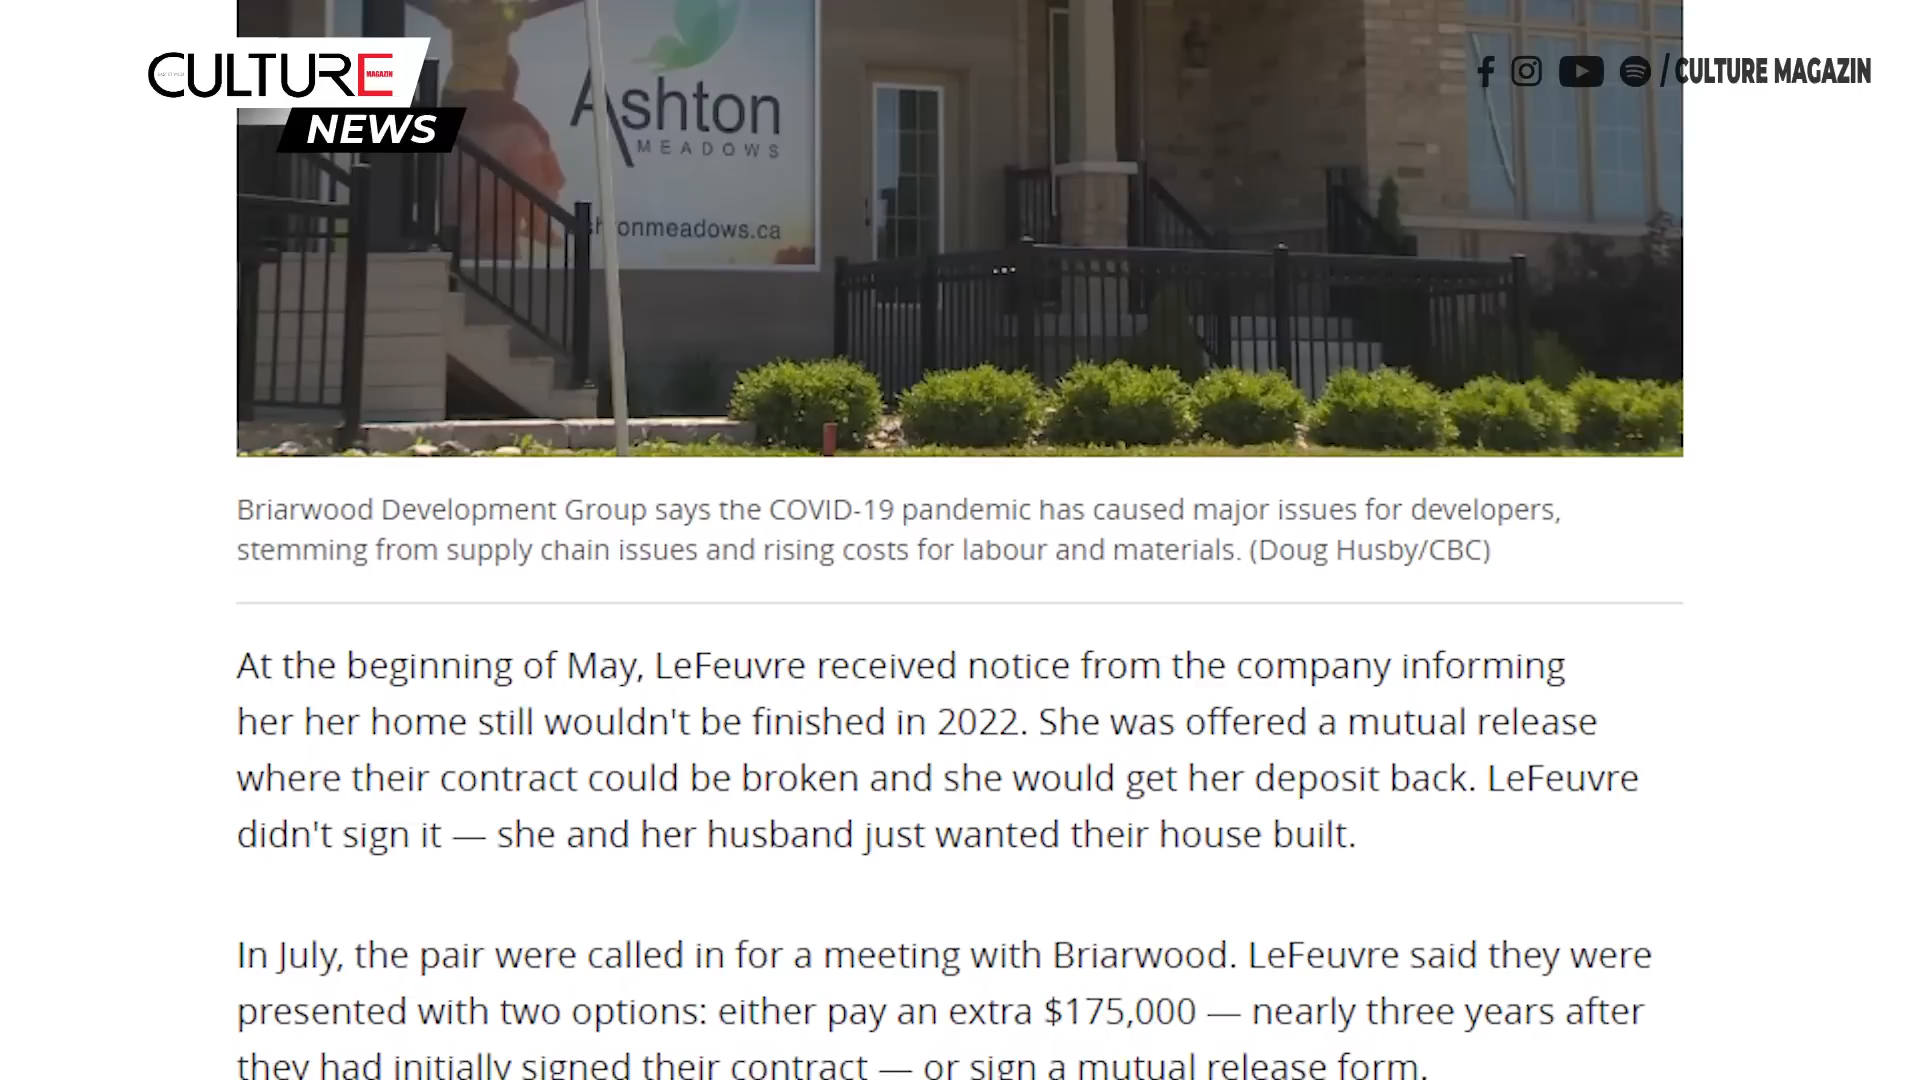 CULTURE
MAGAZIN
NEWS
/ CULTURE MAGAZIN
Ashton
MEADOWS
onmeadows.ca
Briarwood Development Group says the COVID-19 pandemic has caused major issues for developers,
stemming from supply chain issues and rising costs for labour and materials. (Doug Husby/CBC)
At the beginning of May, LeFeuvre received notice from the company informing
her her home still wouldn't be finished in 2022. She was offered a mutual release
where their contract could be broken and she would get her deposit back. LeFeuvre
didn't sign it — she and her husband just wanted their house built.
In July, the pair were called in for a meeting with Briarwood. LeFeuvre said they were
presented with two options: either pay an extra $175,000 — nearly three years after
they had initially signed their contract — or sign a mutual release form.